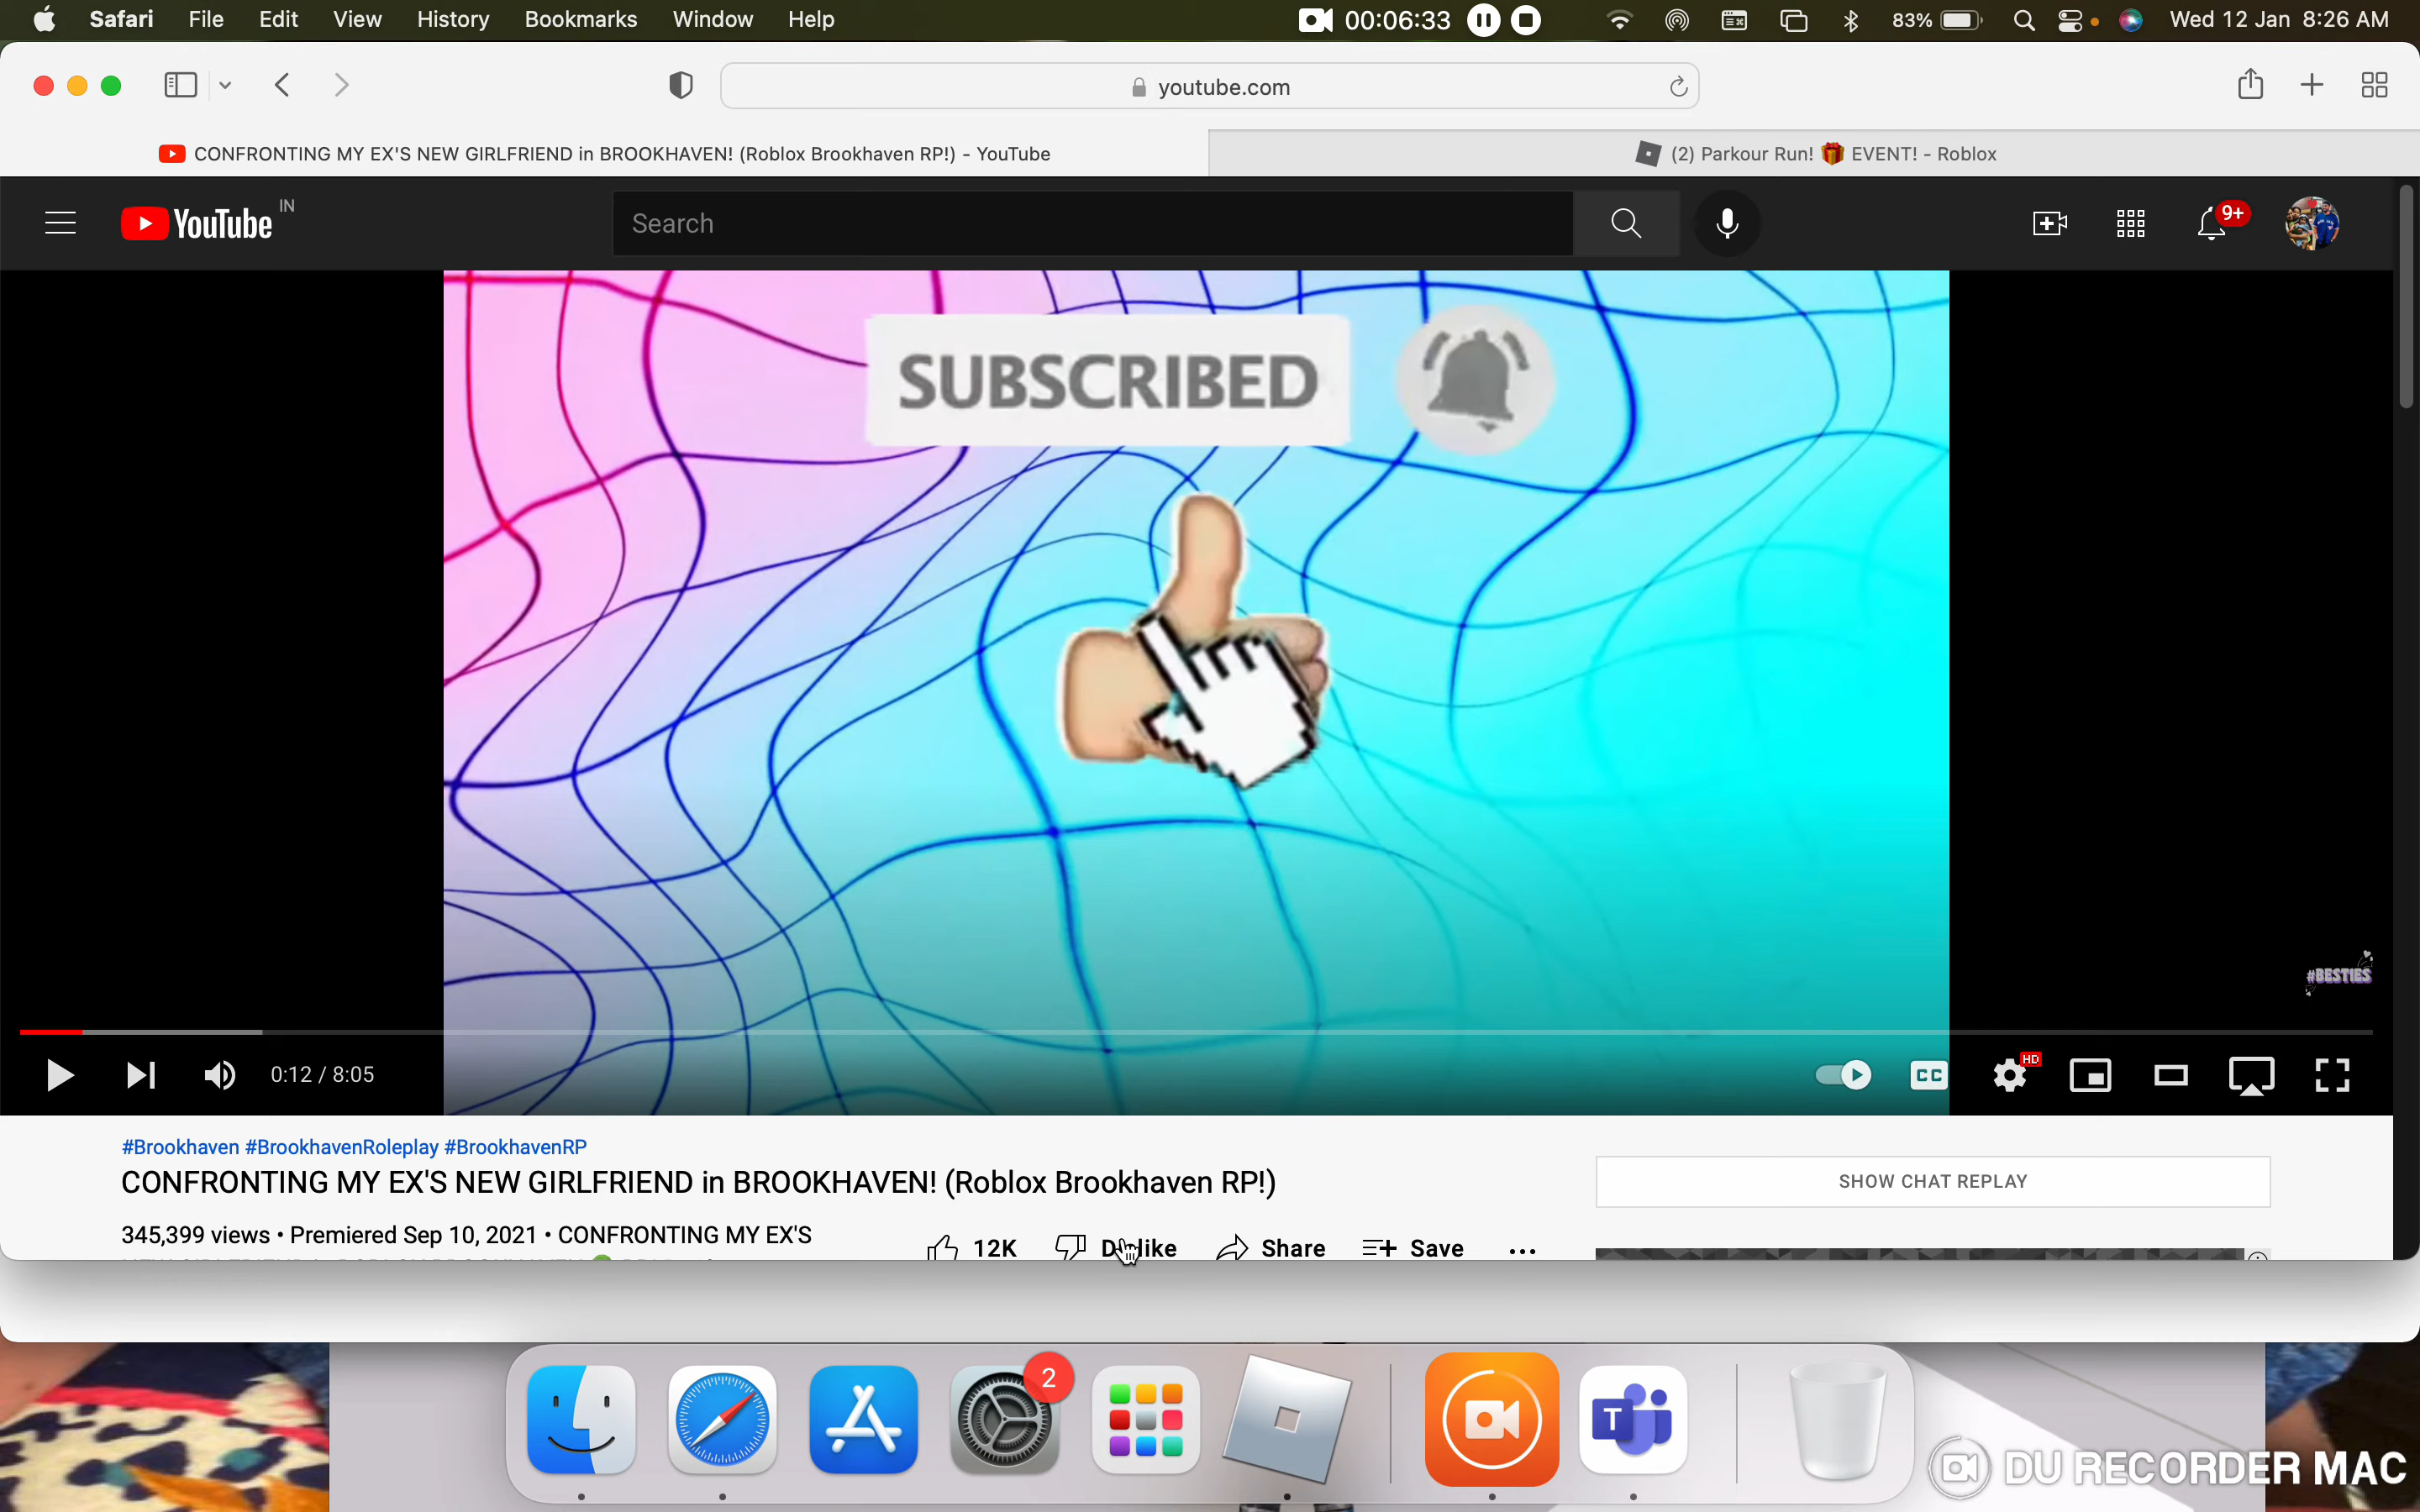 Safari File Edit View History Bookmarks Window Help 00:06:33 83% Wed 12 Jan 8:26 AM
youtube.com
CONFRONTING MY EX'S NEW GIRLFRIEND in BROOKHAVEN! (Roblox Brookhaven RP!) - YouTube
(2) Parkour Run! 🎁 EVENT! - Roblox
YouTube IN
Search
9+
SUBSCRIBED
#BESTIES
0:12 / 8:05
CC
HD
#Brookhaven #BrookhavenRoleplay #BrookhavenRP
CONFRONTING MY EX'S NEW GIRLFRIEND in BROOKHAVEN! (Roblox Brookhaven RP!)
SHOW CHAT REPLAY
345,399 views • Premiered Sep 10, 2021 • CONFRONTING MY EX'S
12K Dislike Share Save
2
T
DU RECORDER MAC